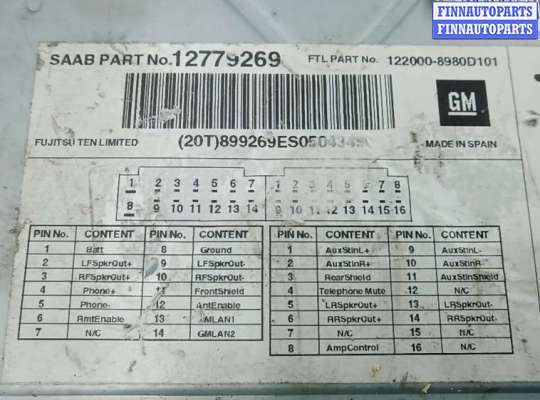 FINNAUTOPARTS
FINNAUTOPARTS
SAAB PART No. 12779269 FTL PART No. 122000-8980D101
GM
FUJITSU TEN LIMITED MADE IN SPAIN
1 2 3 4 5 6 7 1 2 3 4 5 6 7 8
8 9 10 11 12 13 14 9 10 11 12 13 14 15 16
PIN No. CONTENT PIN No. CONTENT PIN No. CONTENT PIN No. CONTENT
1 Batt 8 Ground 1 AuxStinL+ 9 AuxStinL-
2 LFSpkrOut+ 9 LFSpkrOut- 2 AuxStinR+ 10 AuxStinR-
3 RFSpkrOut+ 10 RFSpkrOut- 3 RearShield 11 AuxStinShield
4 Phone+ 11 FrontShield 4 Telephone Mute 12 N/C
5 Phone- 12 AntEnable 5 LRSpkrOut+ 13 LRSpkrOut-
6 RmtEnable 13 GMLAN1 6 RRSpkrOut+ 14 RRSpkrOut-
7 N/C 14 GMLAN2 7 N/C 15 N/C
8 AmpControl 16 N/C